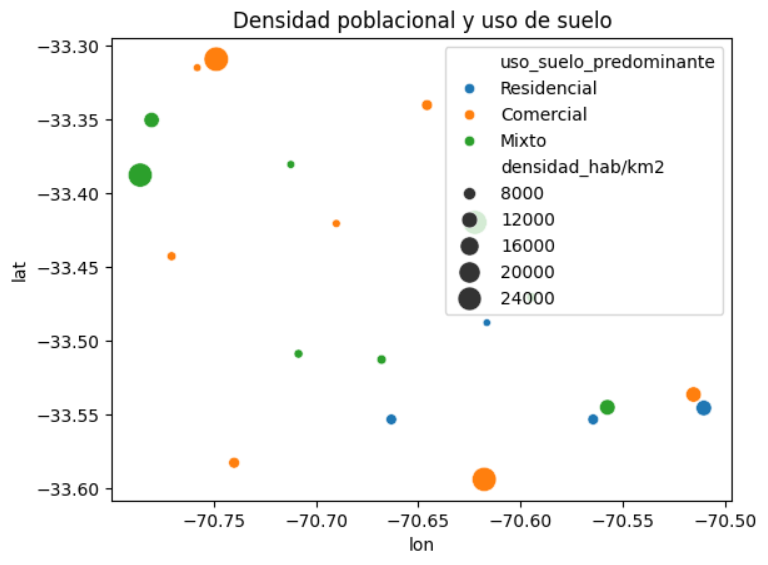 Densidad poblacional y uso de suelo
−33.30
−33.35
−33.40
−33.45
−33.50
−33.55
−33.60
lat
uso_suelo_predominante
Residencial
Comercial
Mixto
densidad_hab/km2
8000
12000
16000
20000
24000
−70.75
−70.70
−70.65
−70.60
−70.55
−70.50
lon